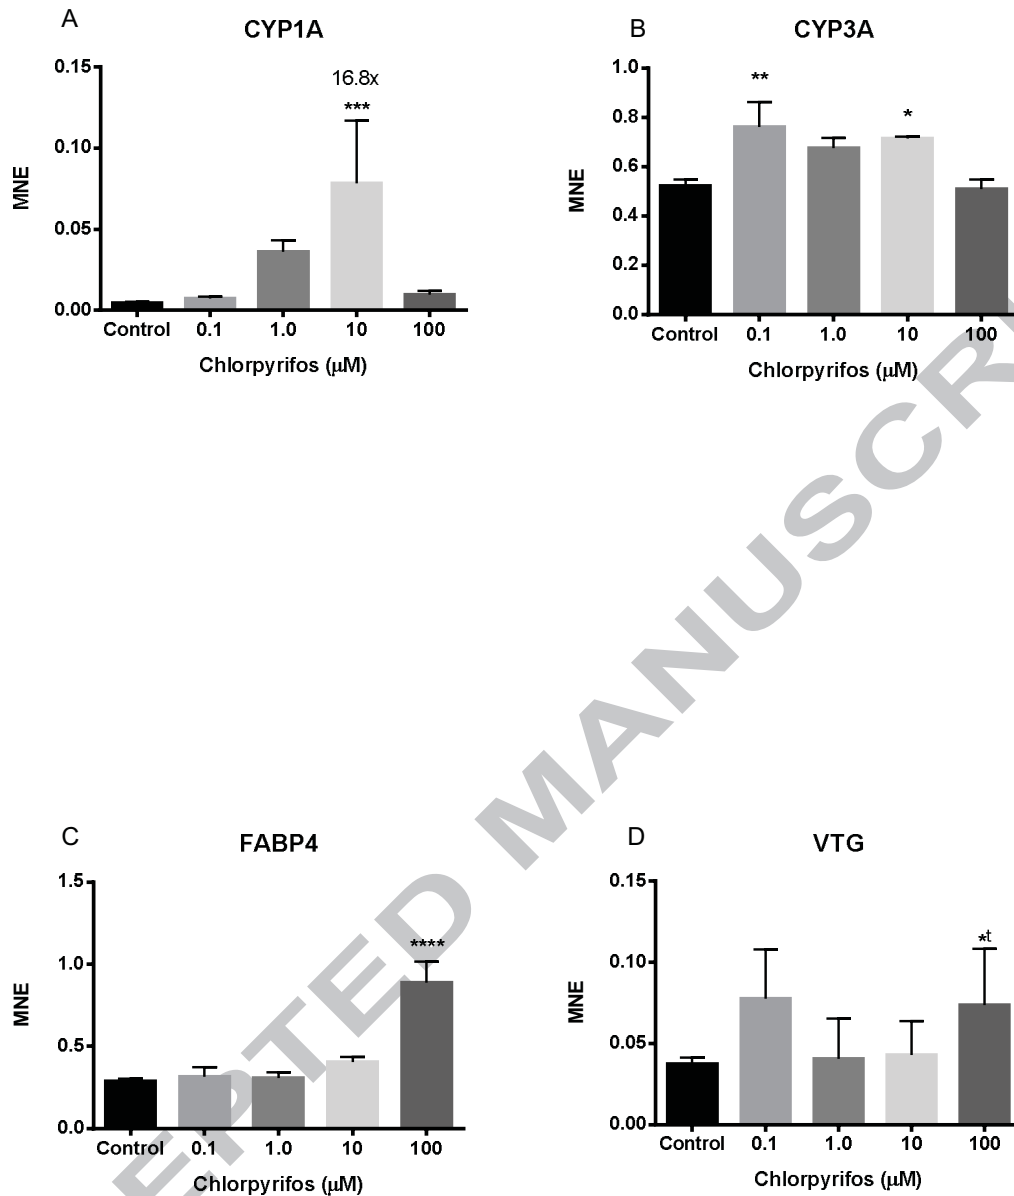 A
CYP1A
0.15
0.10
0.05
0.00
MNE
16.8x
***
Control 0.1 1.0 10 100
Chlorpyrifos (μM)
B
CYP3A
1.0
0.8
0.6
0.4
0.2
0.0
MNE
**
*
Control 0.1 1.0 10 100
Chlorpyrifos (μM)
C
FABP4
1.5
1.0
0.5
0.0
MNE
****
Control 0.1 1.0 10 100
Chlorpyrifos (μM)
D
VTG
0.15
0.10
0.05
0.00
MNE
*t
Control 0.1 1.0 10 100
Chlorpyrifos (μM)
EPTED MANUSCRI